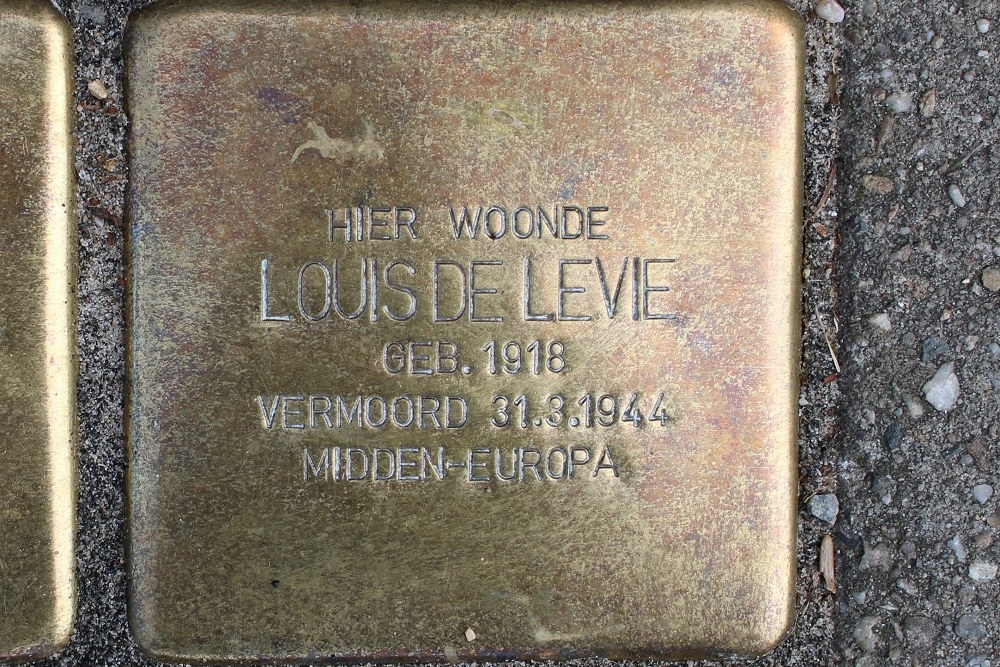 HIER WOONDE
LOUIS DE LEVIE
GEB. 1918
VERMOORD 31.3.1944
MIDDEN-EUROPA